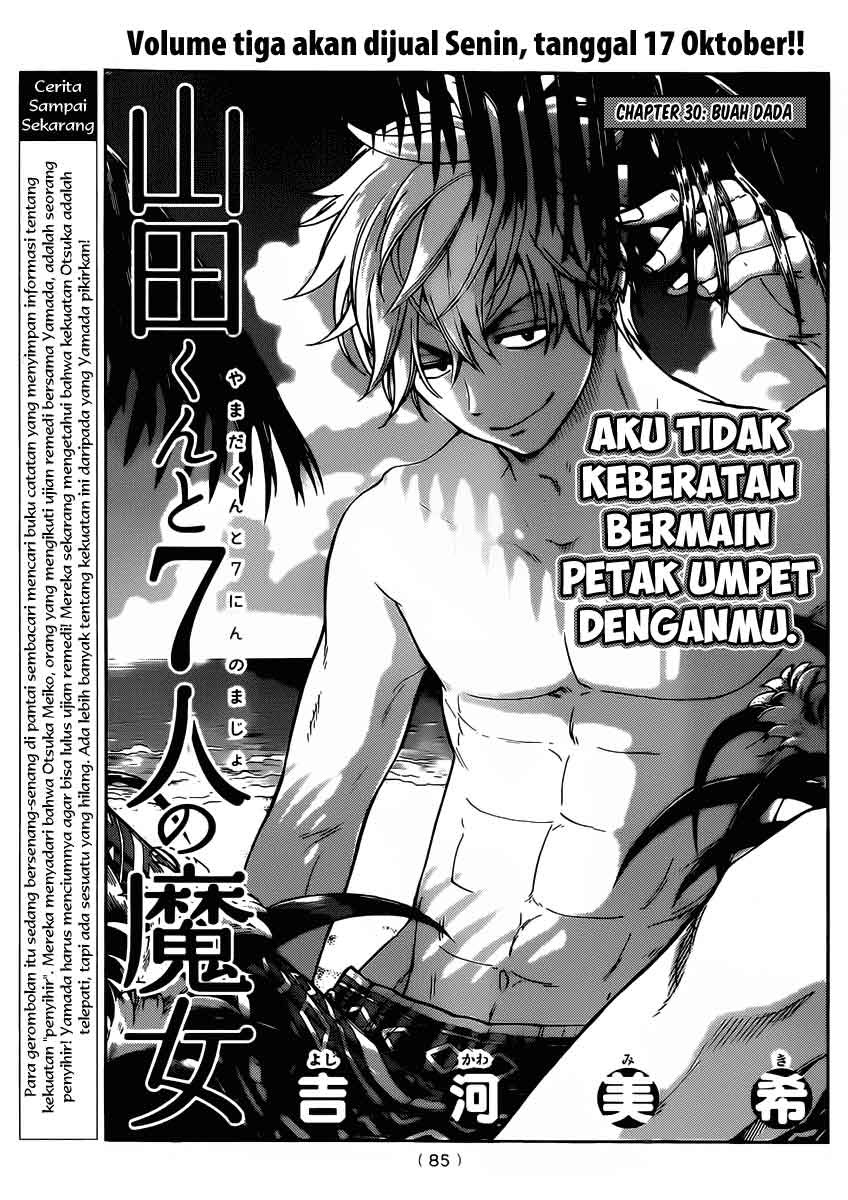 Volume tiga akan dijual Senin, tanggal 17 Oktober!!
Cerita
Sampai
Sekarang
Para gerombolan itu sedang bersenang-senang di pantai sembacari mencari buku catatan yang menyimpan informasi tentang
kekuatan "penyihir". Mereka menyadari bahwa Otsuka Meiko, orang yang mengikuti ujian remedi bersama Yamada, adalah seorang
penyihir! Yamada harus menciumnya agar bisa lulus ujian remedi! Mereka sekarang mengetahui bahwa kekuatan Otsuka adalah
telepati, tapi ada sesuatu yang hilang. Ada lebih banyak tentang kekuatan ini daripada yang Yamada pikirkan!
CHAPTER 30: BUAH DADA
山田くんと7人の魔女
やまだくんと7にんのまじょ
AKU TIDAK
KEBERATAN
BERMAIN
PETAK UMPET
DENGANMU.
よし かわ み き
吉河美希
( 85 )